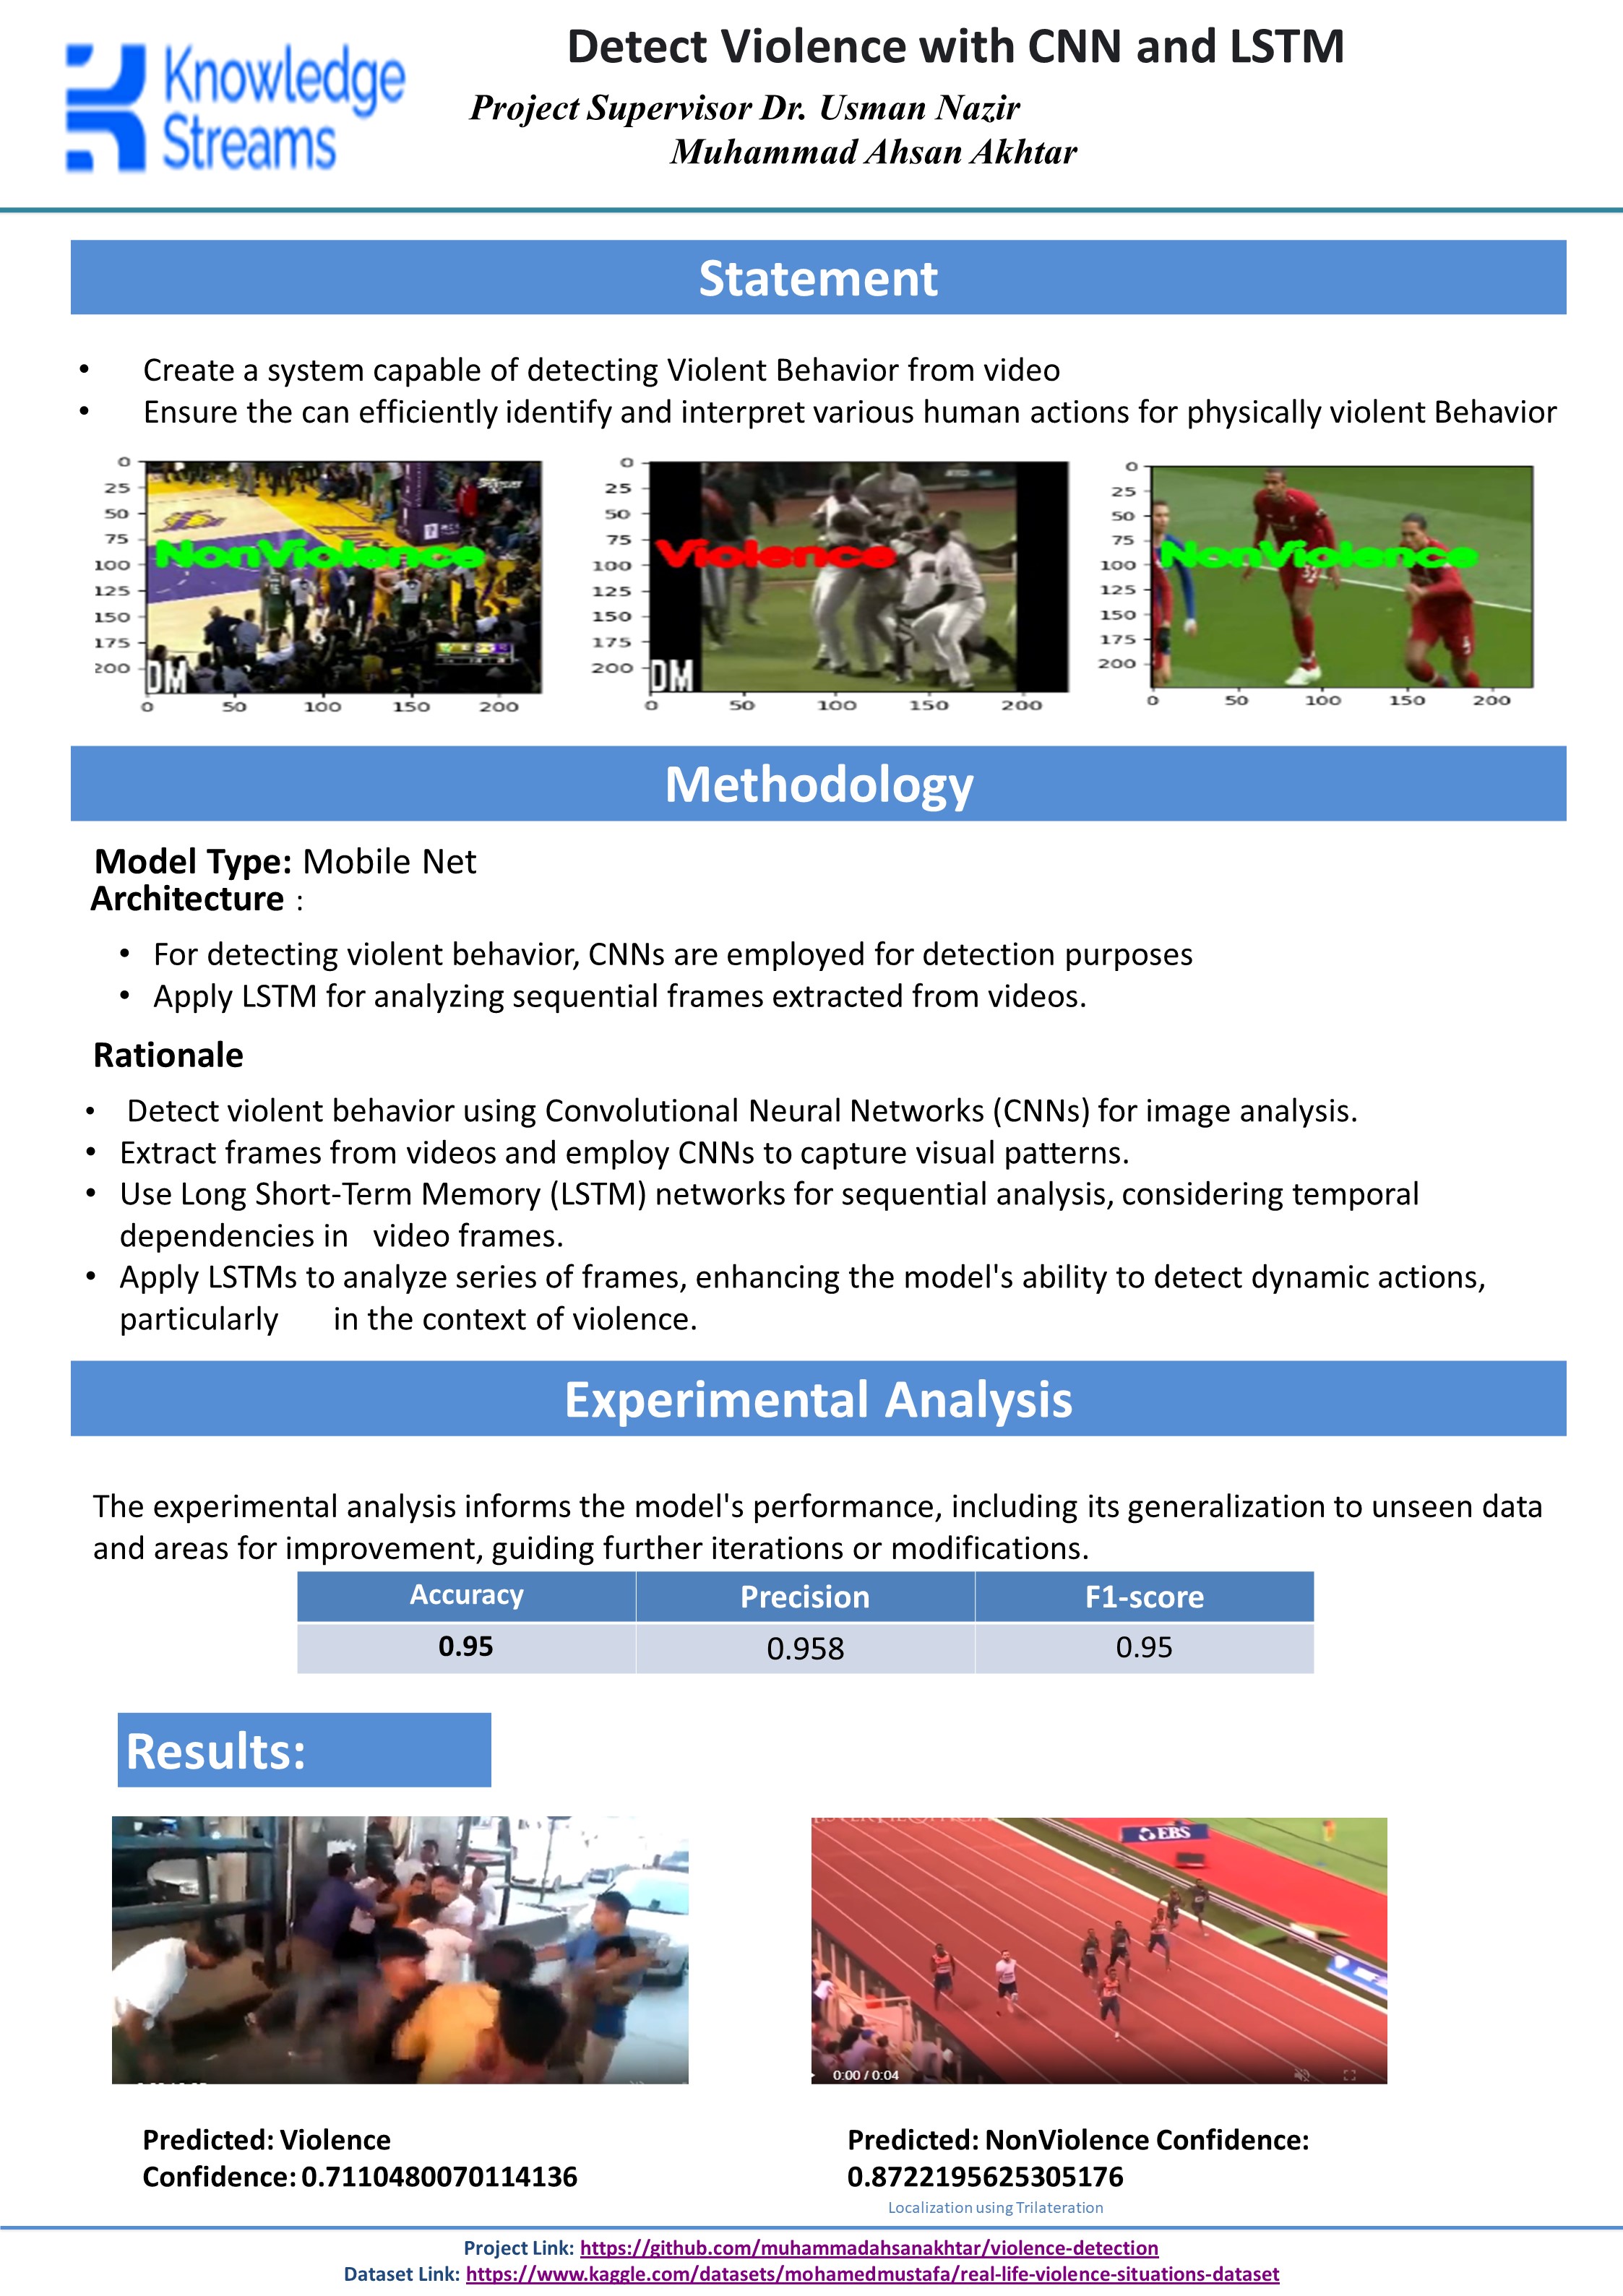 Knowledge
Streams
Detect Violence with CNN and LSTM
Project Supervisor Dr. Usman Nazir
Muhammad Ahsan Akhtar
Statement
• Create a system capable of detecting Violent Behavior from video
• Ensure the can efficiently identify and interpret various human actions for physically violent Behavior
0
25
50
75
100
125
150
175
200
NonViolence
DM
0 50 100 150 200
0
25
50
75
100
125
150
175
200
Violence
DM
0 50 100 150 200
0
25
50
75
100
125
150
175
200
NonViolence
32
0 50 100 150 200
Methodology
Model Type: Mobile Net
Architecture :
• For detecting violent behavior, CNNs are employed for detection purposes
• Apply LSTM for analyzing sequential frames extracted from videos.
Rationale
• Detect violent behavior using Convolutional Neural Networks (CNNs) for image analysis.
• Extract frames from videos and employ CNNs to capture visual patterns.
• Use Long Short-Term Memory (LSTM) networks for sequential analysis, considering temporal
dependencies in video frames.
• Apply LSTMs to analyze series of frames, enhancing the model's ability to detect dynamic actions,
particularly in the context of violence.
Experimental Analysis
The experimental analysis informs the model's performance, including its generalization to unseen data
and areas for improvement, guiding further iterations or modifications.
Accuracy Precision F1-score
0.95 0.958 0.95
Results:
EBS
0:00 / 0:04
Predicted: Violence
Confidence: 0.7110480070114136
Predicted: NonViolence Confidence:
0.8722195625305176
Localization using Trilateration
Project Link: https://github.com/muhammadahsanakhtar/violence-detection
Dataset Link: https://www.kaggle.com/datasets/mohamedmustafa/real-life-violence-situations-dataset